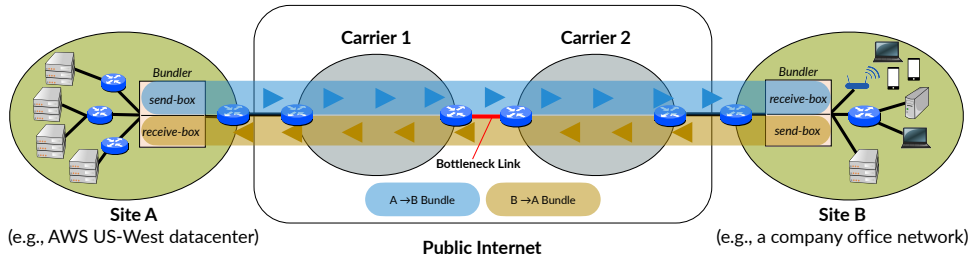 Carrier 1
Carrier 2
Bundler
send-box
receive-box
Bundler
receive-box
send-box
Bottleneck Link
A →B Bundle
B →A Bundle
Site A
(e.g., AWS US-West datacenter)
Public Internet
Site B
(e.g., a company office network)